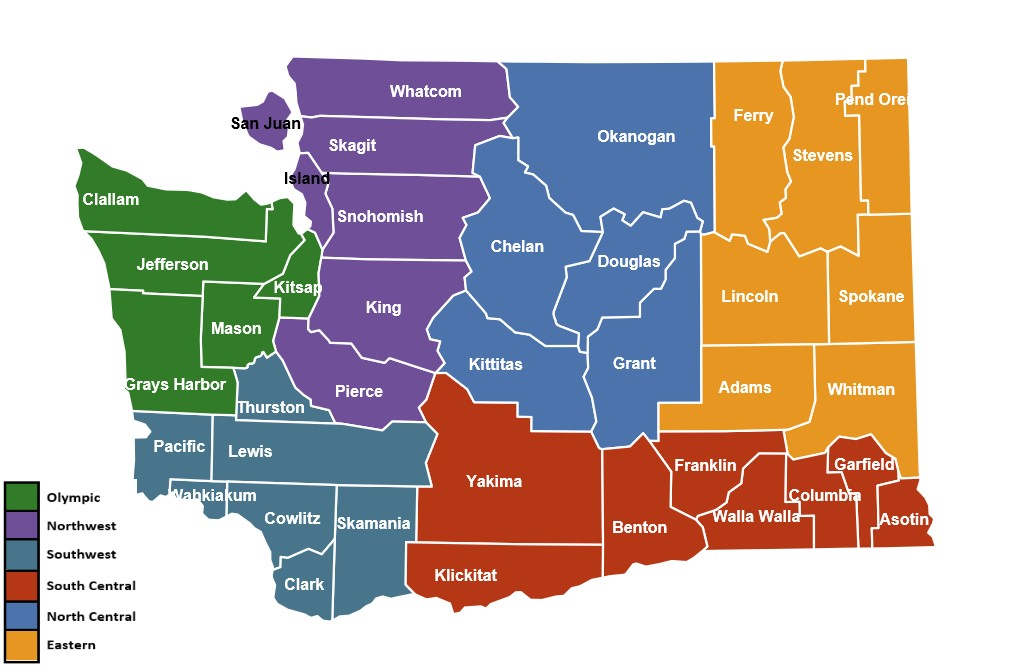 Whatcom
San Juan
Skagit
Island
Snohomish
Okanogan
Ferry
Pend Orei
Stevens
Clallam
Jefferson
Kitsap
Chelan
Douglas
Mason
King
Lincoln
Spokane
Grays Harbor
Kittitas
Grant
Thurston
Pierce
Adams
Whitman
Pacific
Lewis
Yakima
Franklin
Garfield
Wahkiakum
Cowlitz
Skamania
Benton
Walla Walla
Columbia
Asotin
Clark
Klickitat
Olympic
Northwest
Southwest
South Central
North Central
Eastern